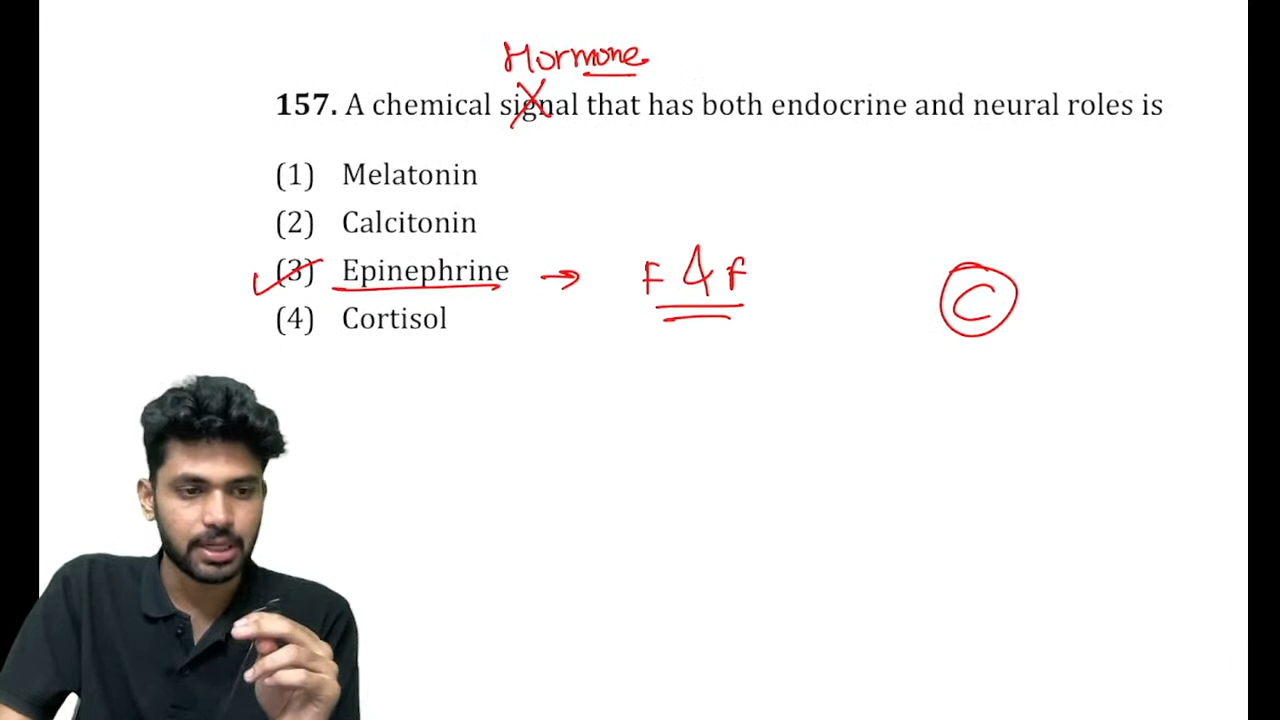 Hormone
157. A chemical signal that has both endocrine and neural roles is
(1) Melatonin
(2) Calcitonin
(3) Epinephrine → F 4 F
(4) Cortisol
C